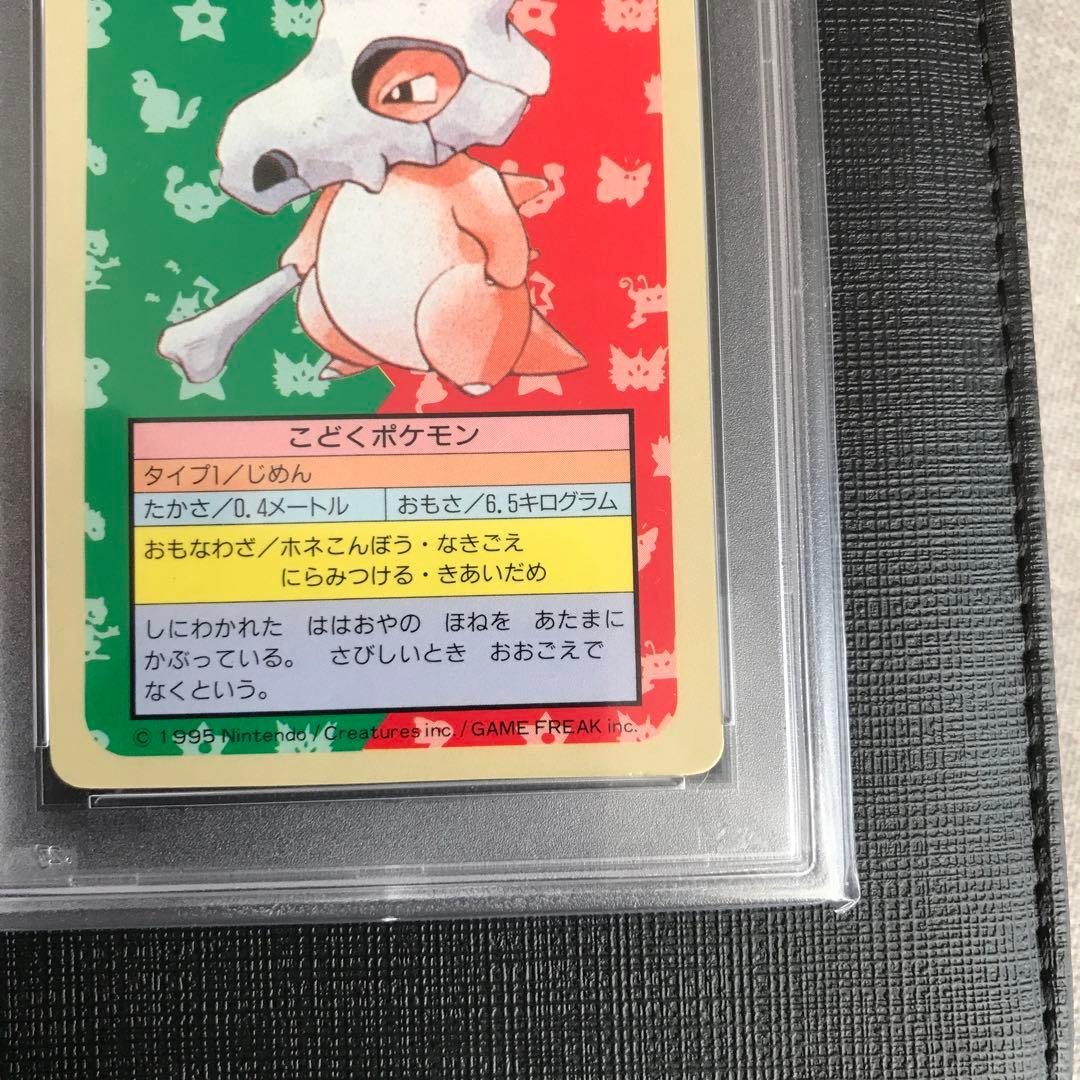 こどくポケモン
タイプ1／じめん
たかさ／0.4メートル おもさ／6.5キログラム
おもなわざ／ホネこんぼう・なきごえ
にらみつける・きあいだめ
しにわかれた ははおやの ほねを あたまに
かぶっている。 さびしいとき おおごえで
なくという。
© 1995 Nintendo / Creatures inc. / GAME FREAK inc.